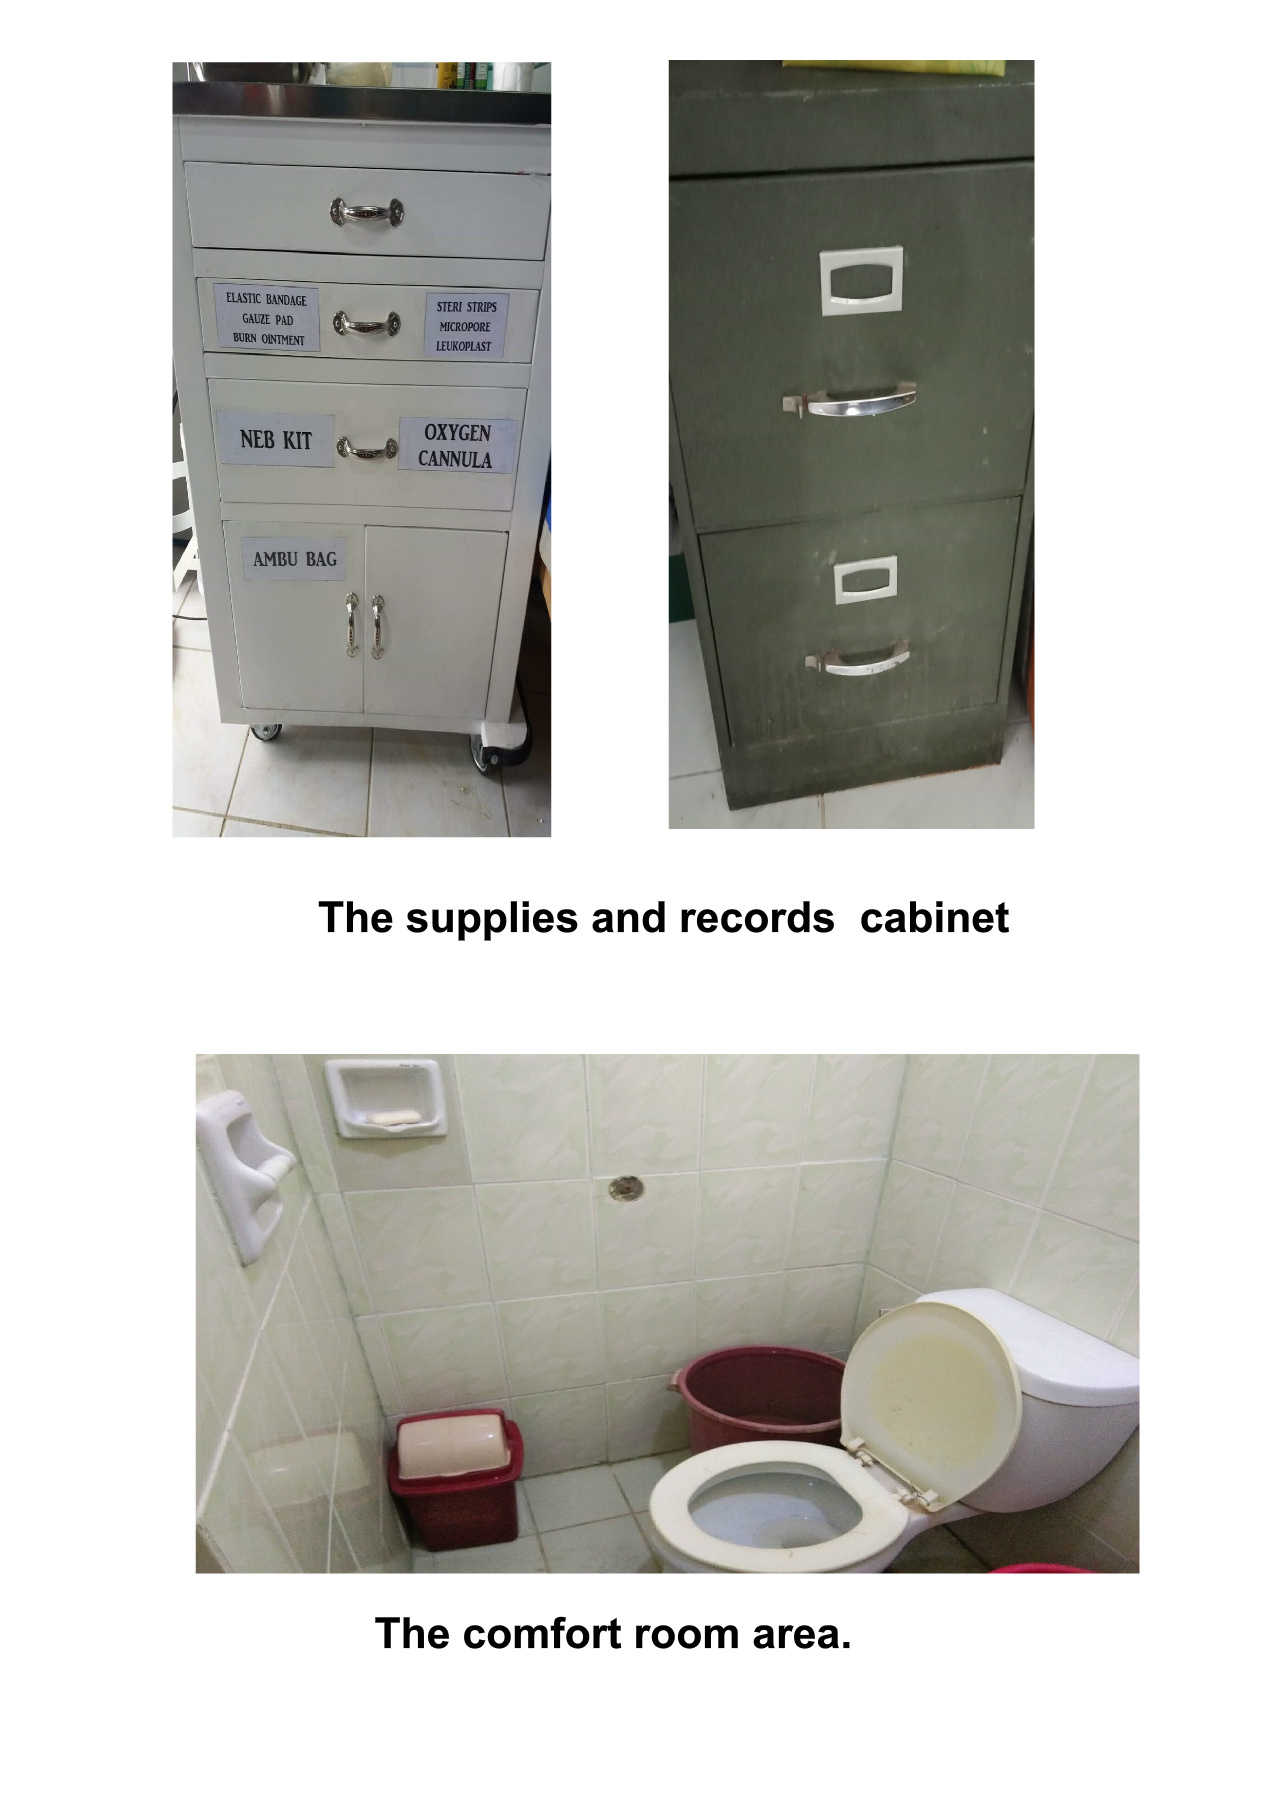 ELASTIC BANDAGE
GAUZE PAD
BURN OINTMENT
STERI STRIPS
MICROPORE
LEUKOPLAST
NEB KIT
OXYGEN
CANNULA
AMBU BAG
The supplies and records  cabinet
The comfort room area.